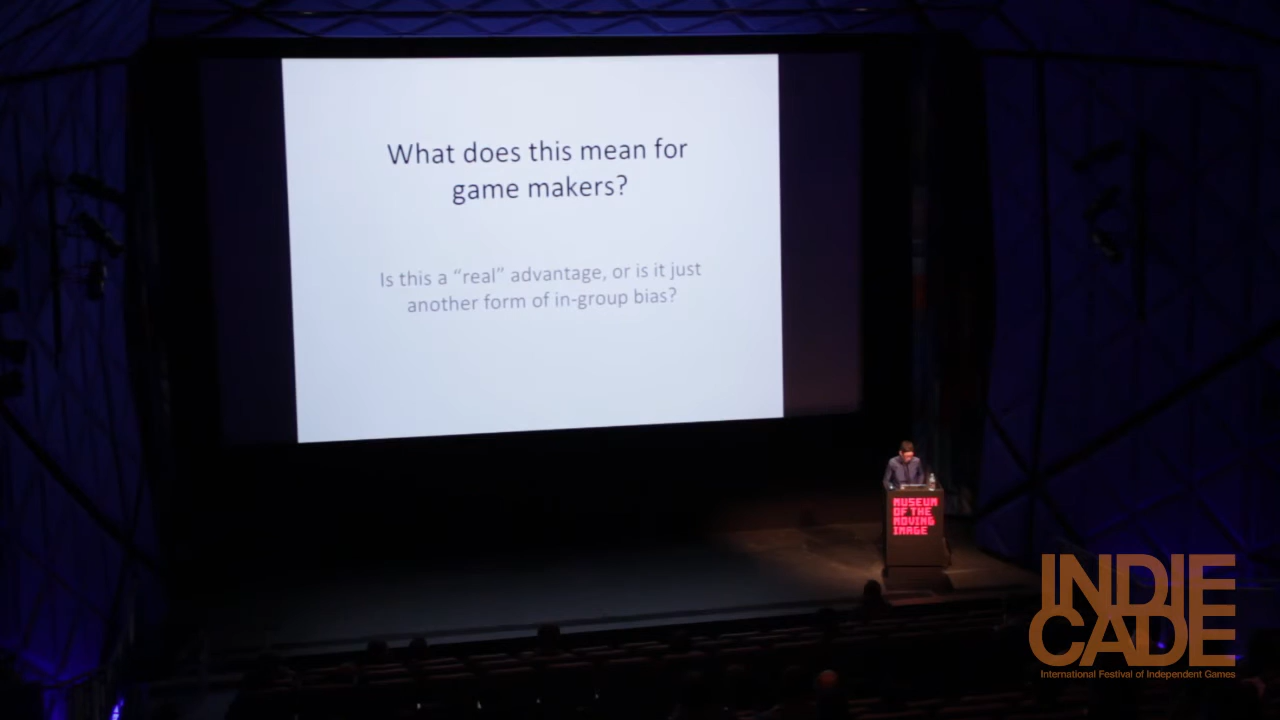 What does this mean for
game makers?
Is this a “real” advantage, or is it just
another form of in-group bias?
MUSEUM
OF THE
MOVING
IMAGE
INDIE
CADE
International Festival of Independent Games